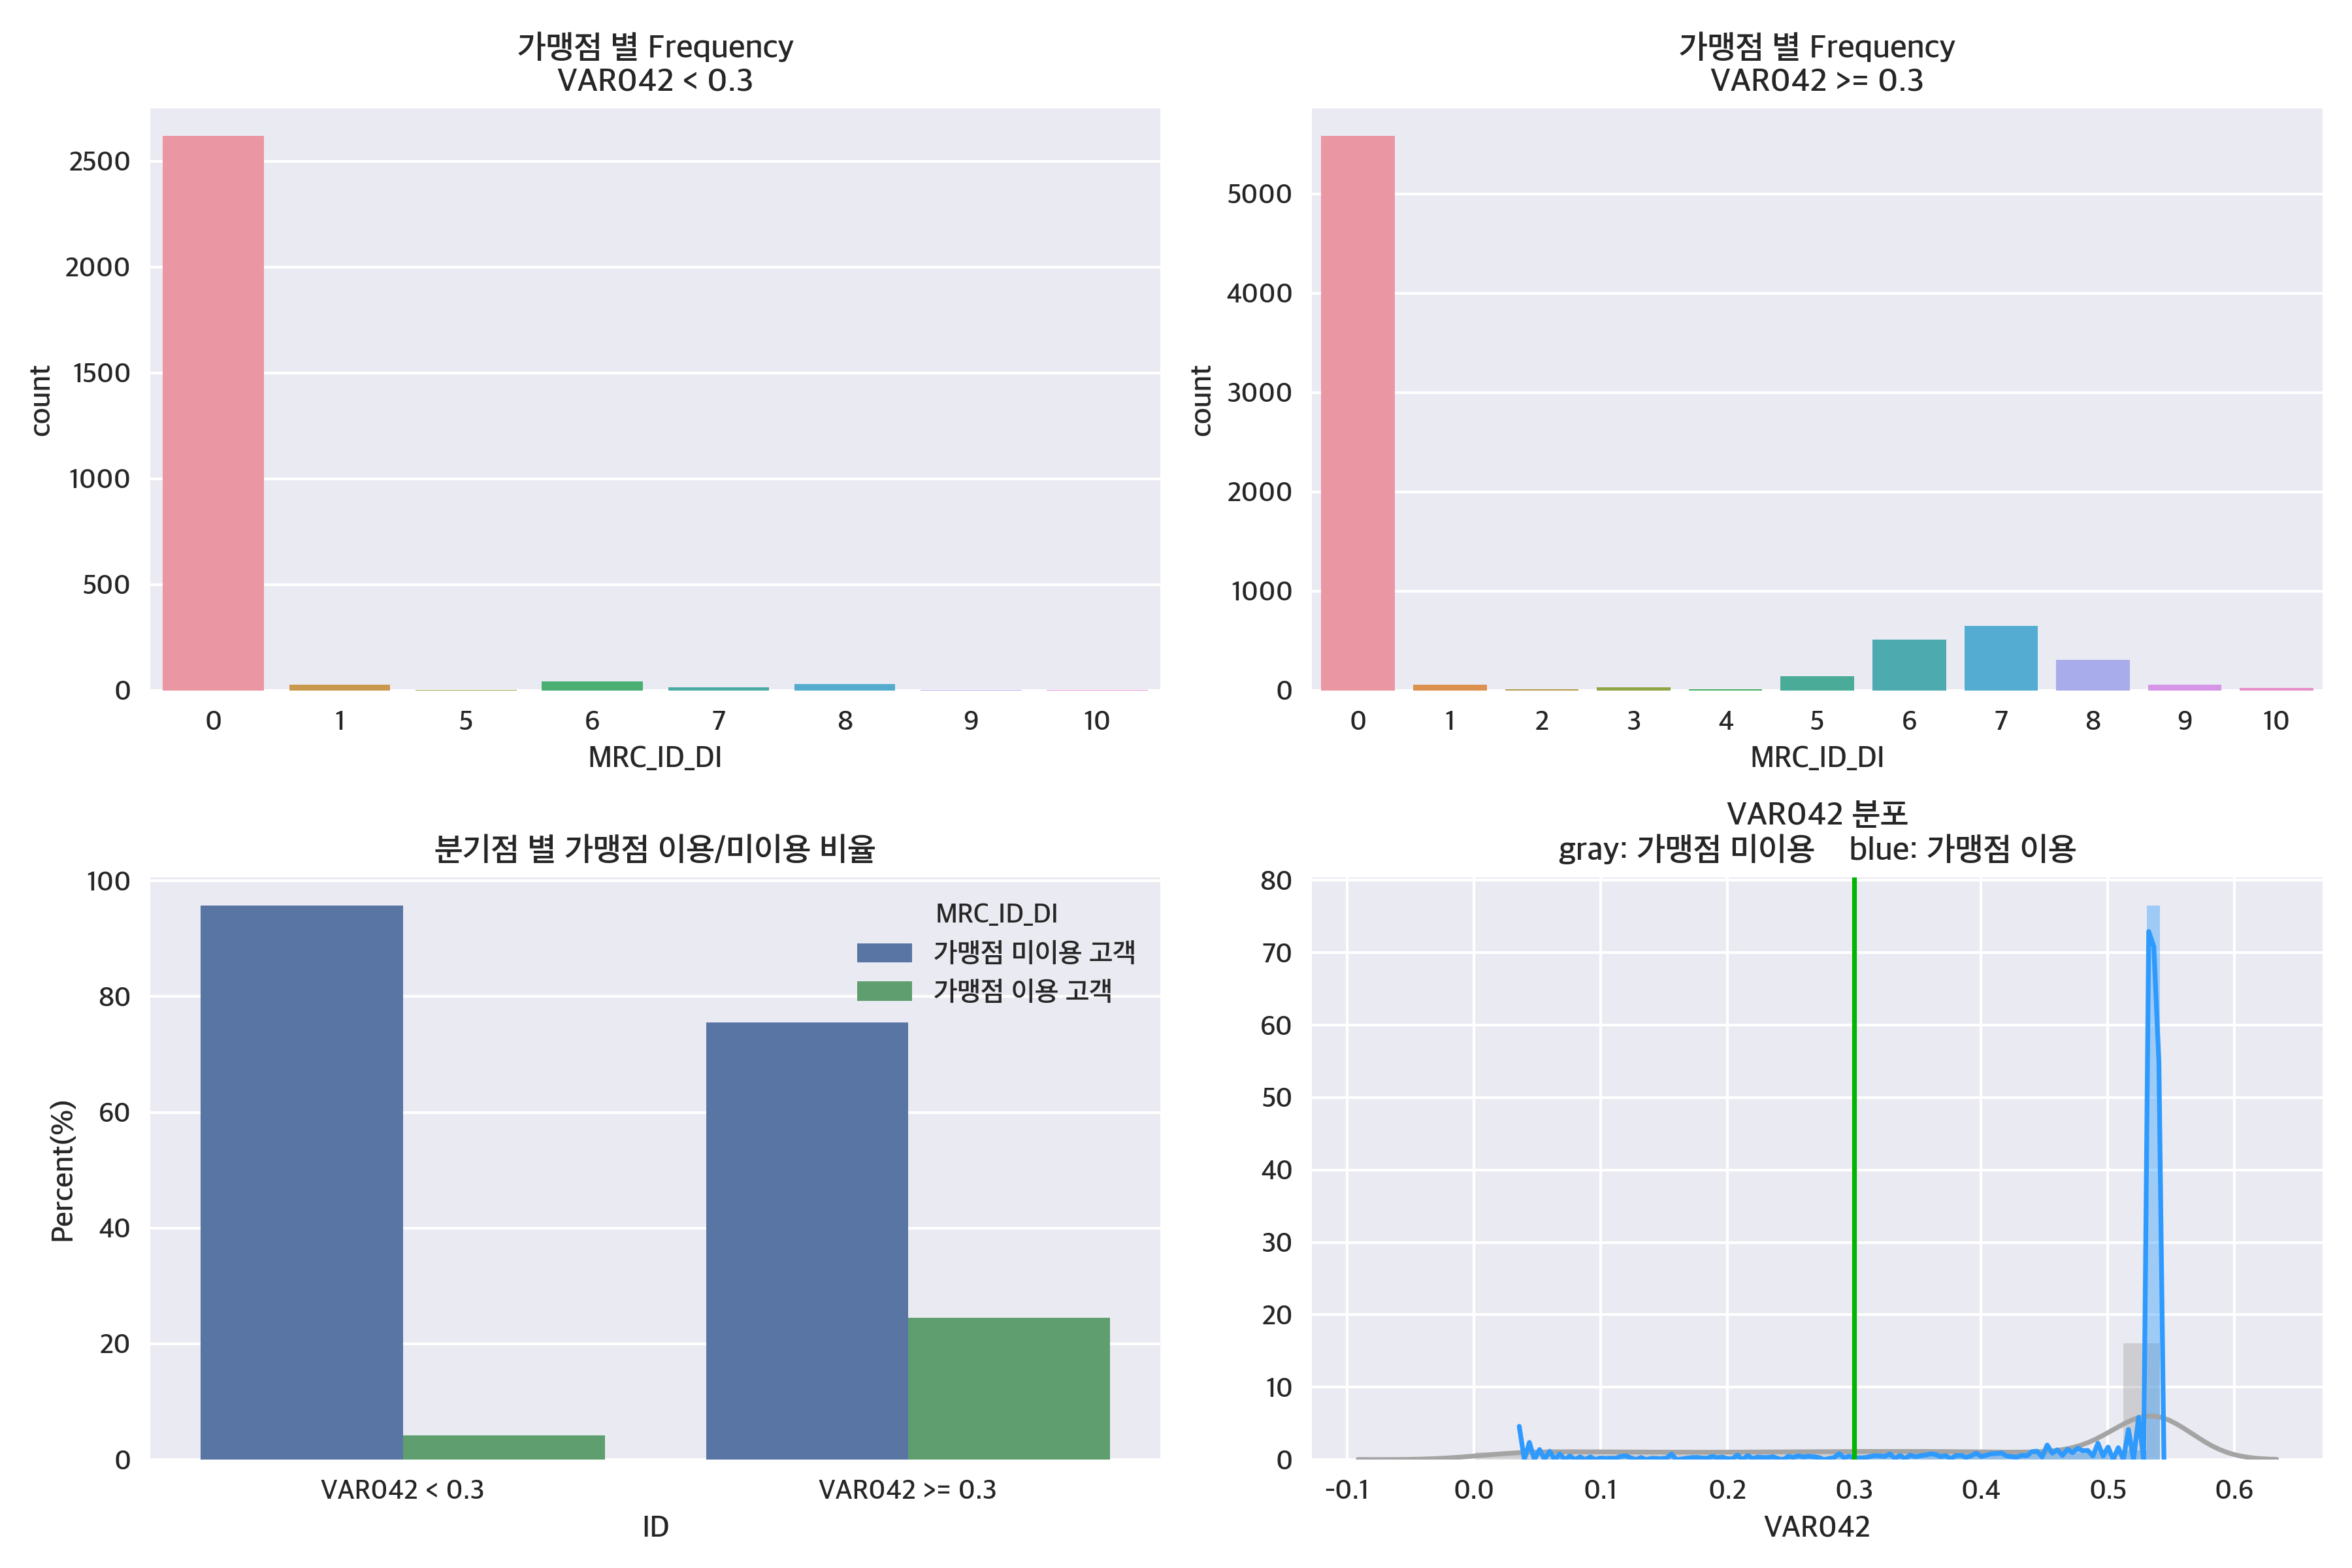 가맹점 별 Frequency
VAR042 < 0.3
2500
2000
1500
1000
500
0
count
0 1 5 6 7 8 9 10
MRC_ID_DI
가맹점 별 Frequency
VAR042 >= 0.3
5000
4000
3000
2000
1000
0
count
0 1 2 3 4 5 6 7 8 9 10
MRC_ID_DI
분기점 별 가맹점 이용/미이용 비율
100
80
60
40
20
0
Percent(%)
MRC_ID_DI
가맹점 미이용 고객
가맹점 이용 고객
VAR042 < 0.3 VAR042 >= 0.3
ID
VAR042 분포
gray: 가맹점 미이용 blue: 가맹점 이용
80
70
60
50
40
30
20
10
0
-0.1 0.0 0.1 0.2 0.3 0.4 0.5 0.6
VAR042